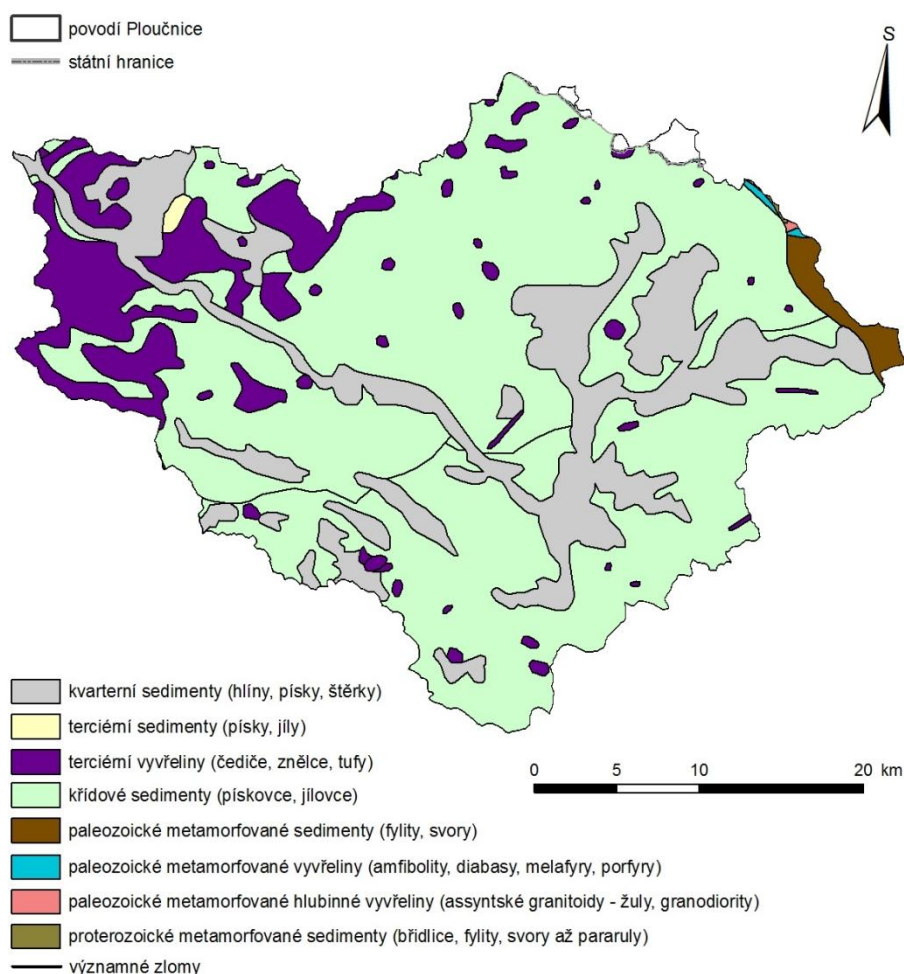 povodí Ploučnice
státní hranice
S
kvarterní sedimenty (hlíny, písky, štěrky)
terciérní sedimenty (písky, jíly)
terciérní vyvřeliny (čediče, znělce, tufy)
křídové sedimenty (pískovce, jílovce)
paleozoické metamorfované sedimenty (fylity, svory)
paleozoické metamorfované vyvřeliny (amfibolity, diabasy, melafyry, porfyry)
paleozoické metamorfované hlubinné vyvřeliny (assyntské granitoidy - žuly, granodiority)
proterozoické metamorfované sedimenty (břidlice, fylity, svory až pararuly)
významné zlomy
0 5 10 20 km